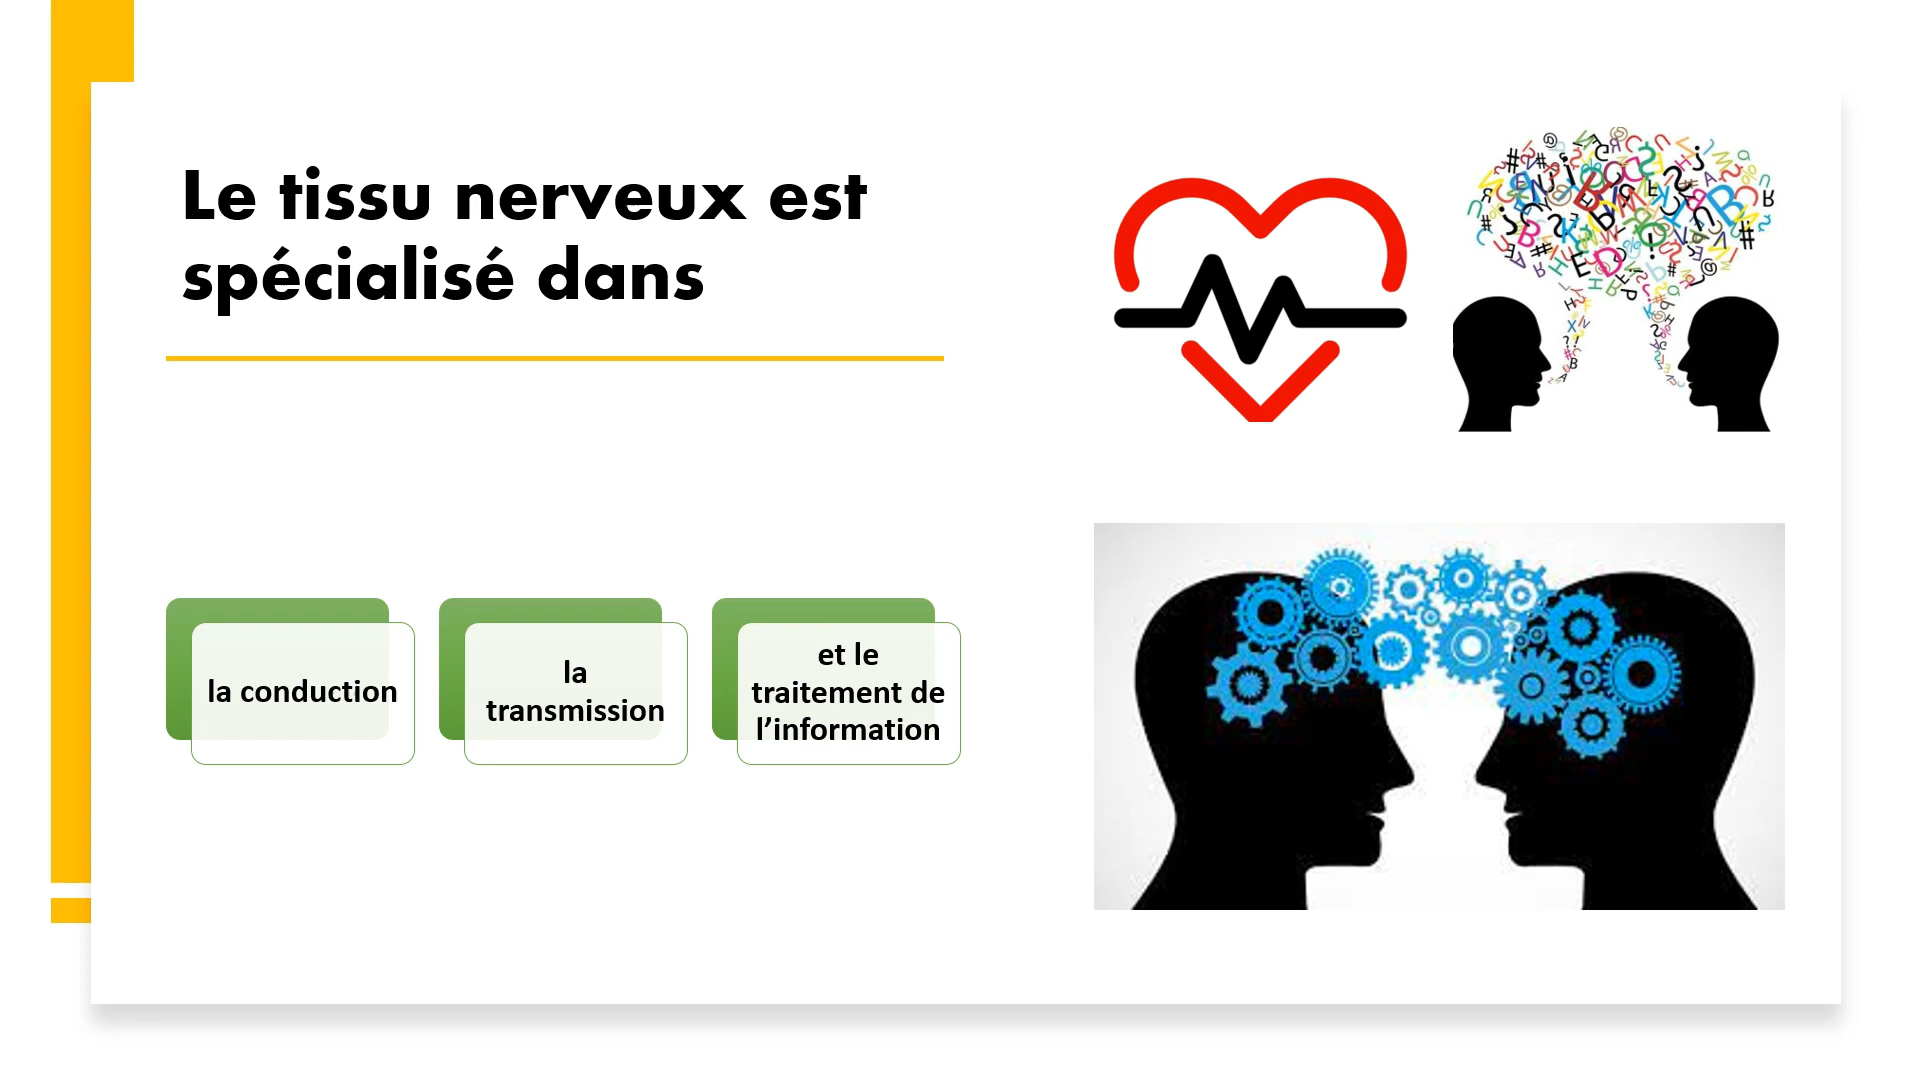 Le tissu nerveux est
spécialisé dans
la conduction
la
transmission
et le
traitement de
l’information